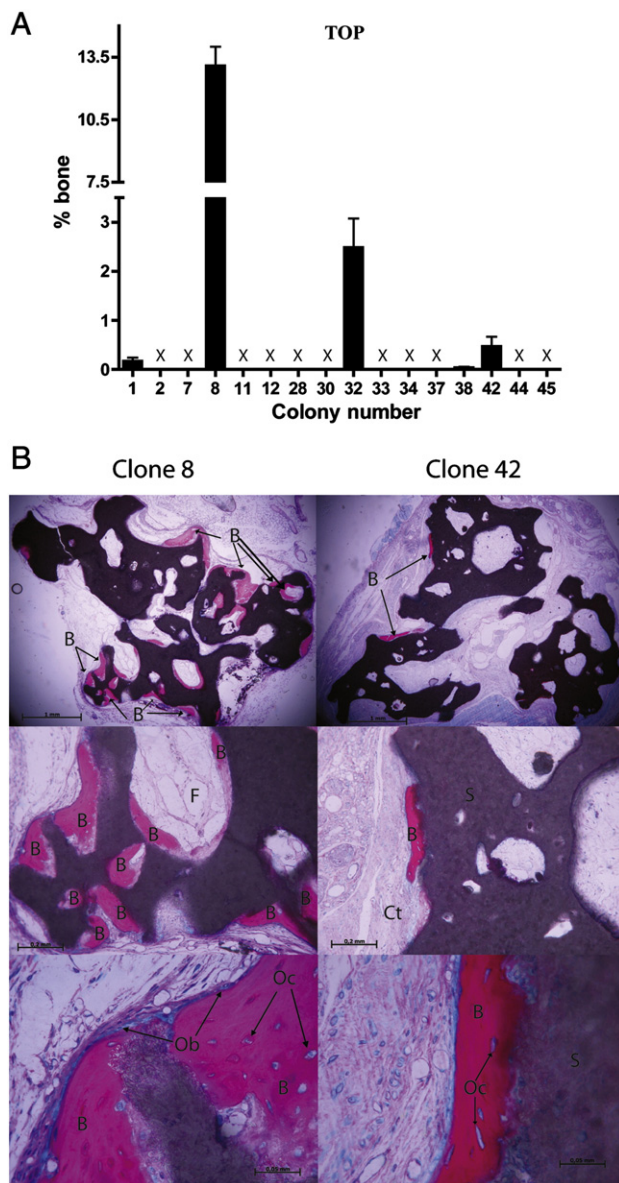 A
TOP
13.5
10.5
7.5
3
2
1
0
% bone
X X X X X X X X X X X X
1 2 7 8 11 12 28 30 32 33 34 37 38 42 44 45
Colony number
B
Clone 8 Clone 42
B
B
B
1 mm
B
1 mm
B
F
B
B
B
B
B
B
B
B
0,2 mm
S
B
Ct
0,2 mm
Oc
Ob
B
B
0,05 mm
B
S
Oc
0,05 mm